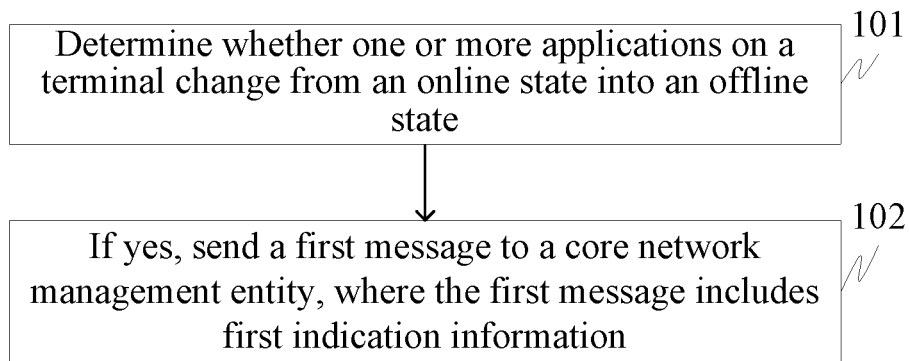 101
Determine whether one or more applications on a
terminal change from an online state into an offline
state
102
If yes, send a first message to a core network
management entity, where the first message includes
first indication information